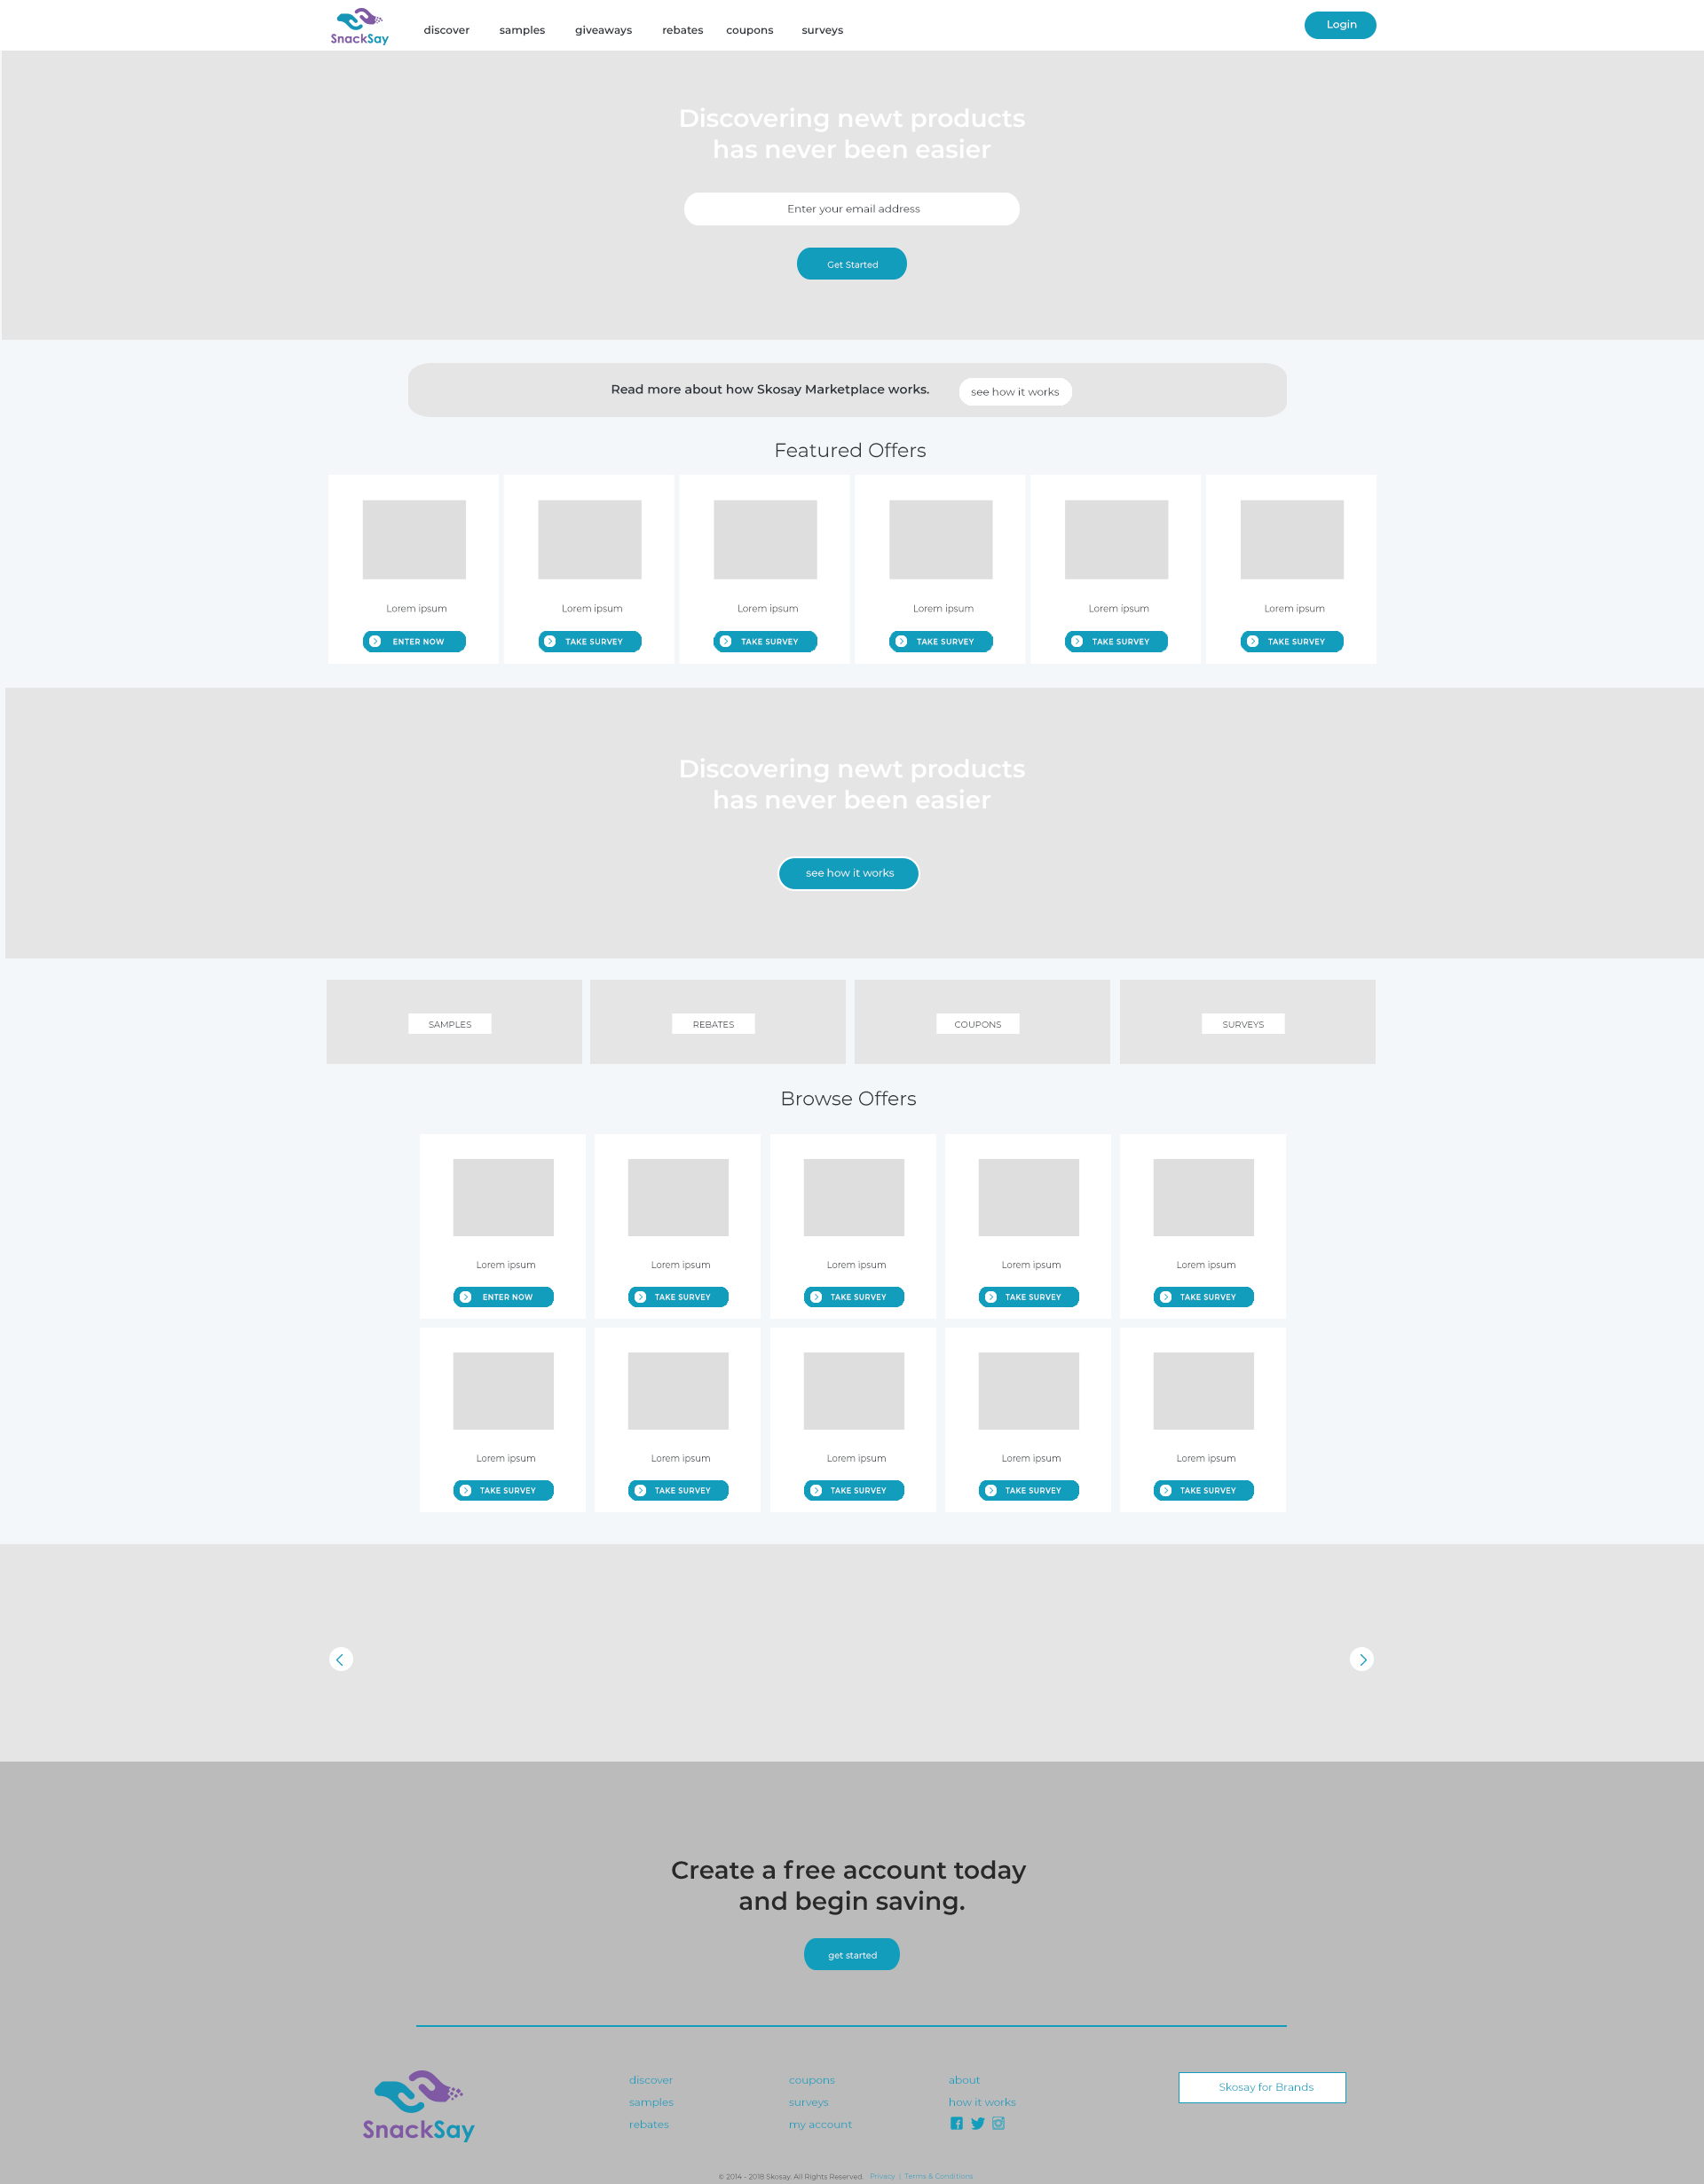 SnackSay
discover samples giveaways rebates coupons surveys
Login
Discovering newt products
has never been easier
Enter your email address
Get Started
Read more about how Skosay Marketplace works. see how it works
Featured Offers
Lorem ipsum Lorem ipsum Lorem ipsum Lorem ipsum Lorem ipsum Lorem ipsum
ENTER NOW TAKE SURVEY TAKE SURVEY TAKE SURVEY TAKE SURVEY TAKE SURVEY
Discovering newt products
has never been easier
see how it works
SAMPLES REBATES COUPONS SURVEYS
Browse Offers
Lorem ipsum Lorem ipsum Lorem ipsum Lorem ipsum Lorem ipsum
ENTER NOW TAKE SURVEY TAKE SURVEY TAKE SURVEY TAKE SURVEY
Lorem ipsum Lorem ipsum Lorem ipsum Lorem ipsum Lorem ipsum
TAKE SURVEY TAKE SURVEY TAKE SURVEY TAKE SURVEY TAKE SURVEY
Create a free account today
and begin saving.
get started
SnackSay
discover coupons about
samples surveys how it works
rebates my account
Skosay for Brands
© 2014 - 2018 Skosay. All Rights Reserved. Privacy | Terms & Conditions